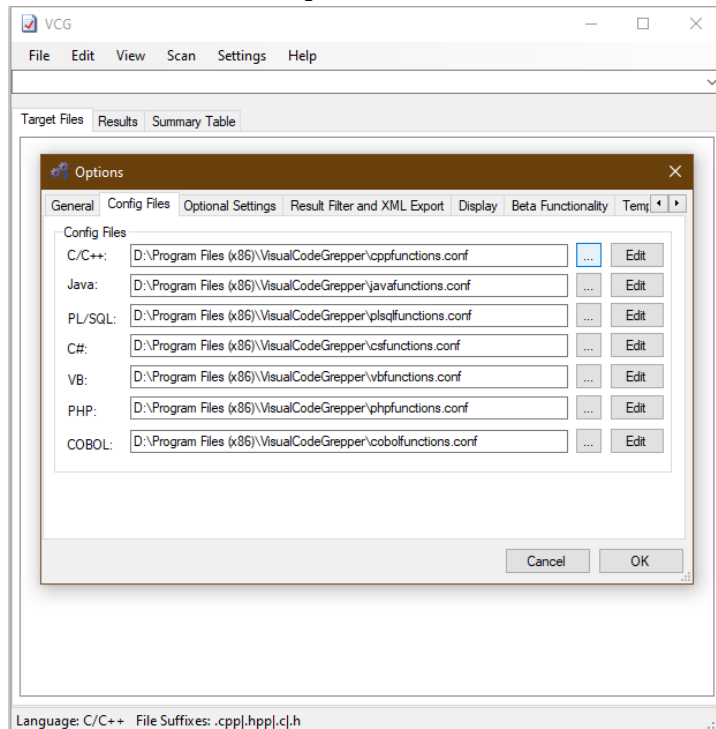 VCG
File Edit View Scan Settings Help
Target Files Results Summary Table
Options
General Config Files Optional Settings Result Filter and XML Export Display Beta Functionality
Config Files
C/C++: D:\Program Files (x86)\VisualCodeGrepper\cppfunctions.conf ... Edit
Java: D:\Program Files (x86)\VisualCodeGrepper\javafunctions.conf ... Edit
PL/SQL: D:\Program Files (x86)\VisualCodeGrepper\plsqlfunctions.conf ... Edit
C#: D:\Program Files (x86)\VisualCodeGrepper\csfunctions.conf ... Edit
VB: D:\Program Files (x86)\VisualCodeGrepper\vbfunctions.conf ... Edit
PHP: D:\Program Files (x86)\VisualCodeGrepper\phpfunctions.conf ... Edit
COBOL: D:\Program Files (x86)\VisualCodeGrepper\cobolfunctions.conf ... Edit
Cancel OK
Language: C/C++ File Suffixes: .cpp|.hpp|.c|.h